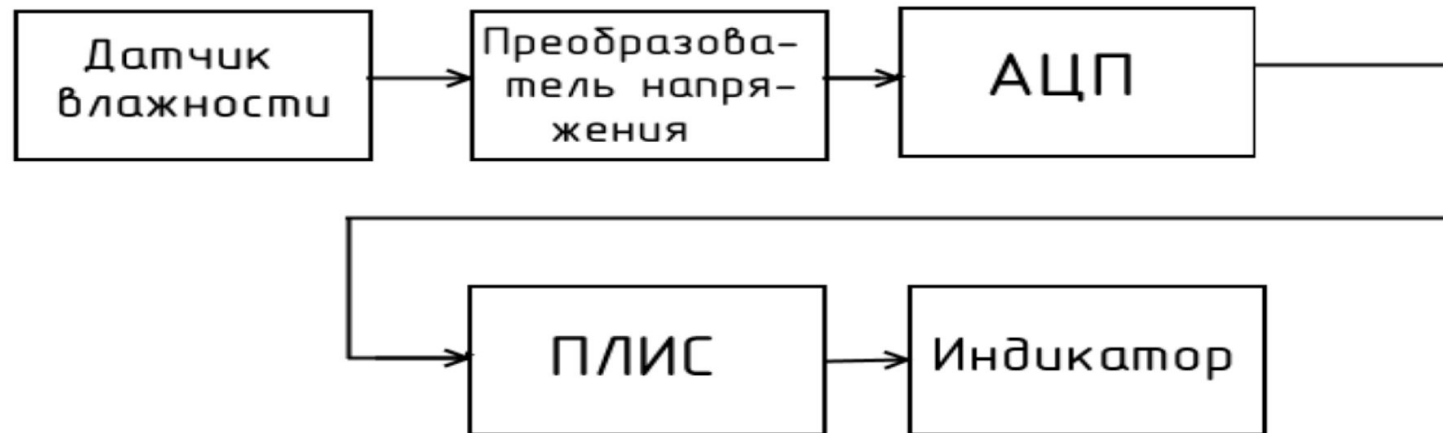 Датчик
влажности
Преобразова-
тель напря-
жения
АЦП
ПЛИС
Индикатор